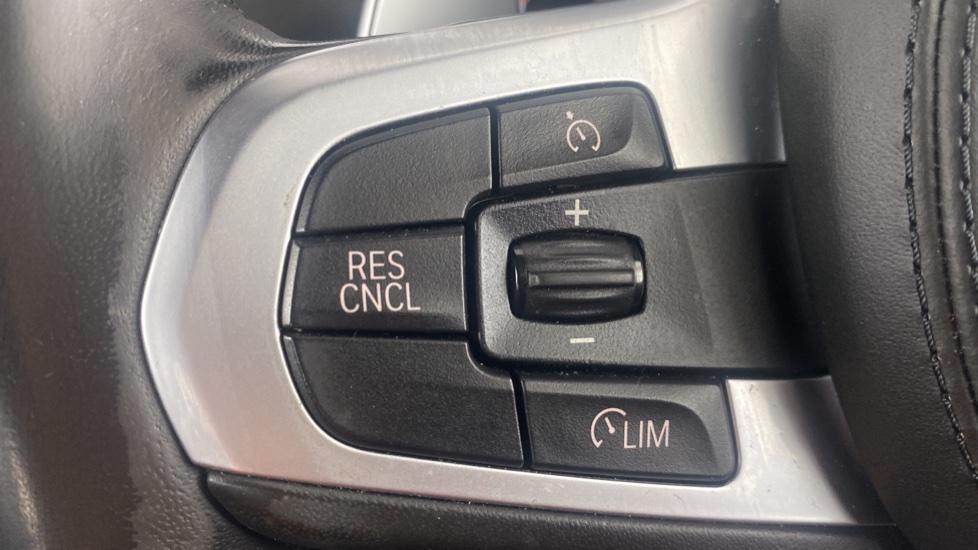 +
RES
CNCL
−
LIM